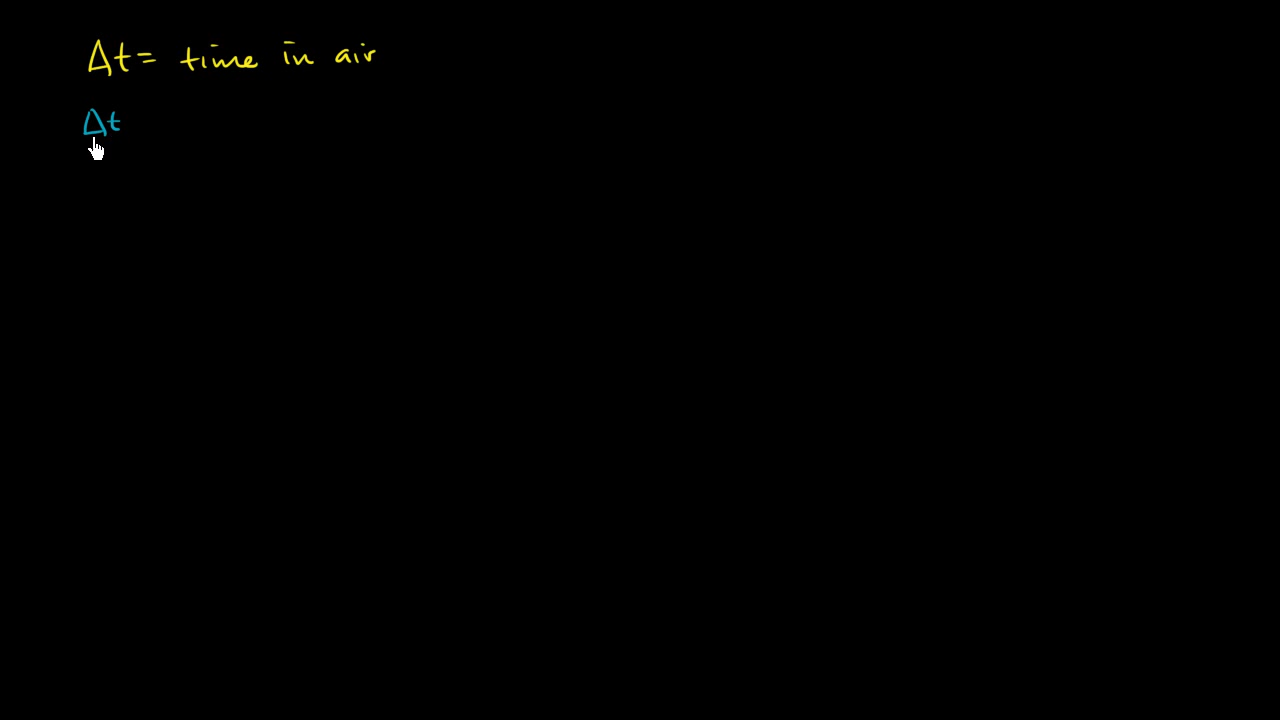 Δt = time in air
Δt